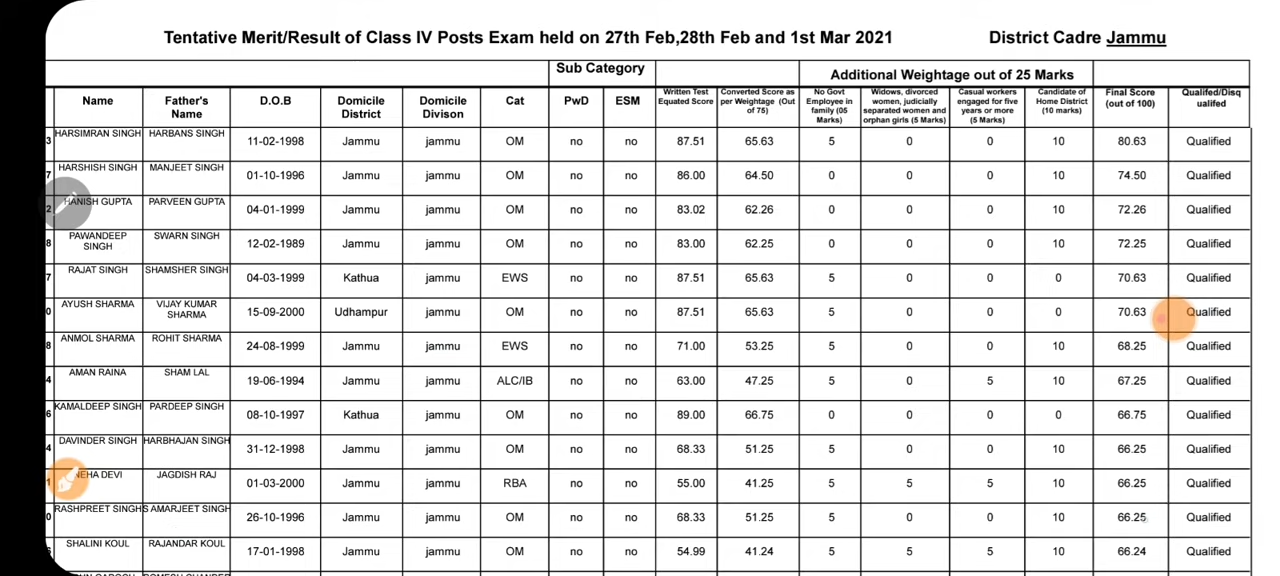 Tentative Merit/Result of Class IV Posts Exam held on 27th Feb,28th Feb and 1st Mar 2021 District Cadre Jammu
Sub Category Additional Weightage out of 25 Marks
Name Father's Name D.O.B Domicile District Domicile Divison Cat PwD ESM Written Test Equated Score Converted Score as per Weightage (Out of 75) No Govt Employee in family (05 Marks) Widows, divorced women, judicially separated women and orphan girls (5 Marks) Casual workers engaged for five years or more (5 Marks) Candidate of Home District (10 marks) Final Score (out of 100) Qualifed/Disqualifed
3 HARSIMRAN SINGH HARBANS SINGH 11-02-1998 Jammu jammu OM no no 87.51 65.63 5 0 0 10 80.63 Qualified
7 HARSHISH SINGH MANJEET SINGH 01-10-1996 Jammu jammu OM no no 86.00 64.50 0 0 0 10 74.50 Qualified
2 HANISH GUPTA PARVEEN GUPTA 04-01-1999 Jammu jammu OM no no 83.02 62.26 0 0 0 10 72.26 Qualified
8 PAWANDEEP SINGH SWARN SINGH 12-02-1989 Jammu jammu OM no no 83.00 62.25 0 0 0 10 72.25 Qualified
7 RAJAT SINGH SHAMSHER SINGH 04-03-1999 Kathua jammu EWS no no 87.51 65.63 5 0 0 0 70.63 Qualified
0 AYUSH SHARMA VIJAY KUMAR SHARMA 15-09-2000 Udhampur jammu OM no no 87.51 65.63 5 0 0 0 70.63 Qualified
8 ANMOL SHARMA ROHIT SHARMA 24-08-1999 Jammu jammu EWS no no 71.00 53.25 5 0 0 10 68.25 Qualified
4 AMAN RAINA SHAM LAL 19-06-1994 Jammu jammu ALC/IB no no 63.00 47.25 5 0 5 10 67.25 Qualified
6 KAMALDEEP SINGH PARDEEP SINGH 08-10-1997 Kathua jammu OM no no 89.00 66.75 0 0 0 0 66.75 Qualified
4 DAVINDER SINGH HARBHAJAN SINGH 31-12-1998 Jammu jammu OM no no 68.33 51.25 5 0 0 10 66.25 Qualified
1 NEHA DEVI JAGDISH RAJ 01-03-2000 Jammu jammu RBA no no 55.00 41.25 5 5 5 10 66.25 Qualified
0 RASHPREET SINGH S AMARJEET SINGH 26-10-1996 Jammu jammu OM no no 68.33 51.25 5 0 0 10 66.25 Qualified
SHALINI KOUL RAJANDAR KOUL 17-01-1998 Jammu jammu OM no no 54.99 41.24 5 5 5 10 66.24 Qualified